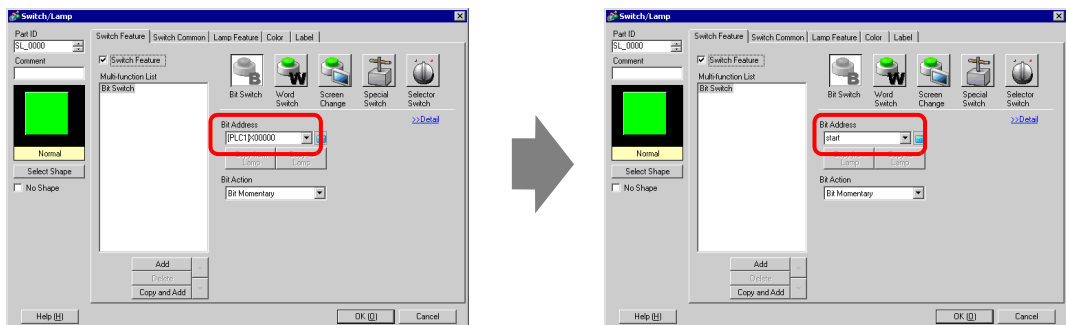 Switch/Lamp
Part ID
SL_0000
Comment
Normal
Select Shape
No Shape
Switch Feature Switch Common Lamp Feature Color Label
Switch Feature
Multi-function List
Bit Switch
Bit Switch Word Switch Screen Change Special Switch Selector Switch
>>Detail
Bit Address
[PLC1]X00000
Lamp Lamp
Bit Action
Bit Momentary
Add
Delete
Copy and Add
Help (H) OK (O) Cancel
Switch/Lamp
Part ID
SL_0000
Comment
Normal
Select Shape
No Shape
Switch Feature Switch Common Lamp Feature Color Label
Switch Feature
Multi-function List
Bit Switch
Bit Switch Word Switch Screen Change Special Switch Selector Switch
>>Detail
Bit Address
start
Lamp Lamp
Bit Action
Bit Momentary
Add
Delete
Copy and Add
Help (H) OK (O) Cancel